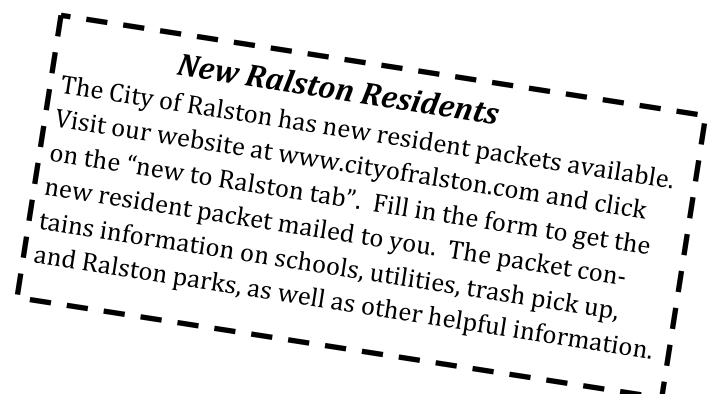 New Ralston Residents
The City of Ralston has new resident packets available.
Visit our website at www.cityofralston.com and click
on the “new to Ralston tab”.  Fill in the form to get the
new resident packet mailed to you.  The packet con-
tains information on schools, utilities, trash pick up,
and Ralston parks, as well as other helpful information.